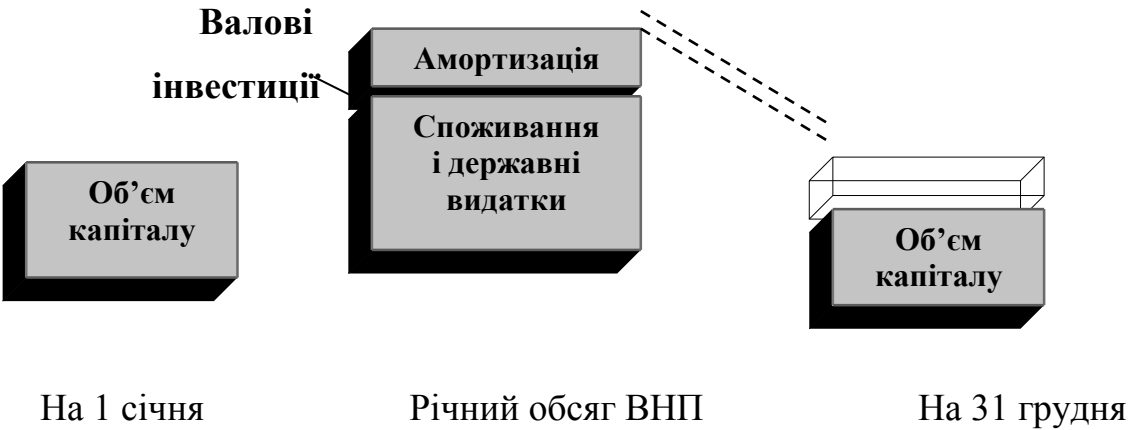 Валові
інвестиції
Амортизація
Споживання
і державні
видатки
Об’єм
капіталу
Об’єм
капіталу
На 1 січня
Річний обсяг ВНП
На 31 грудня